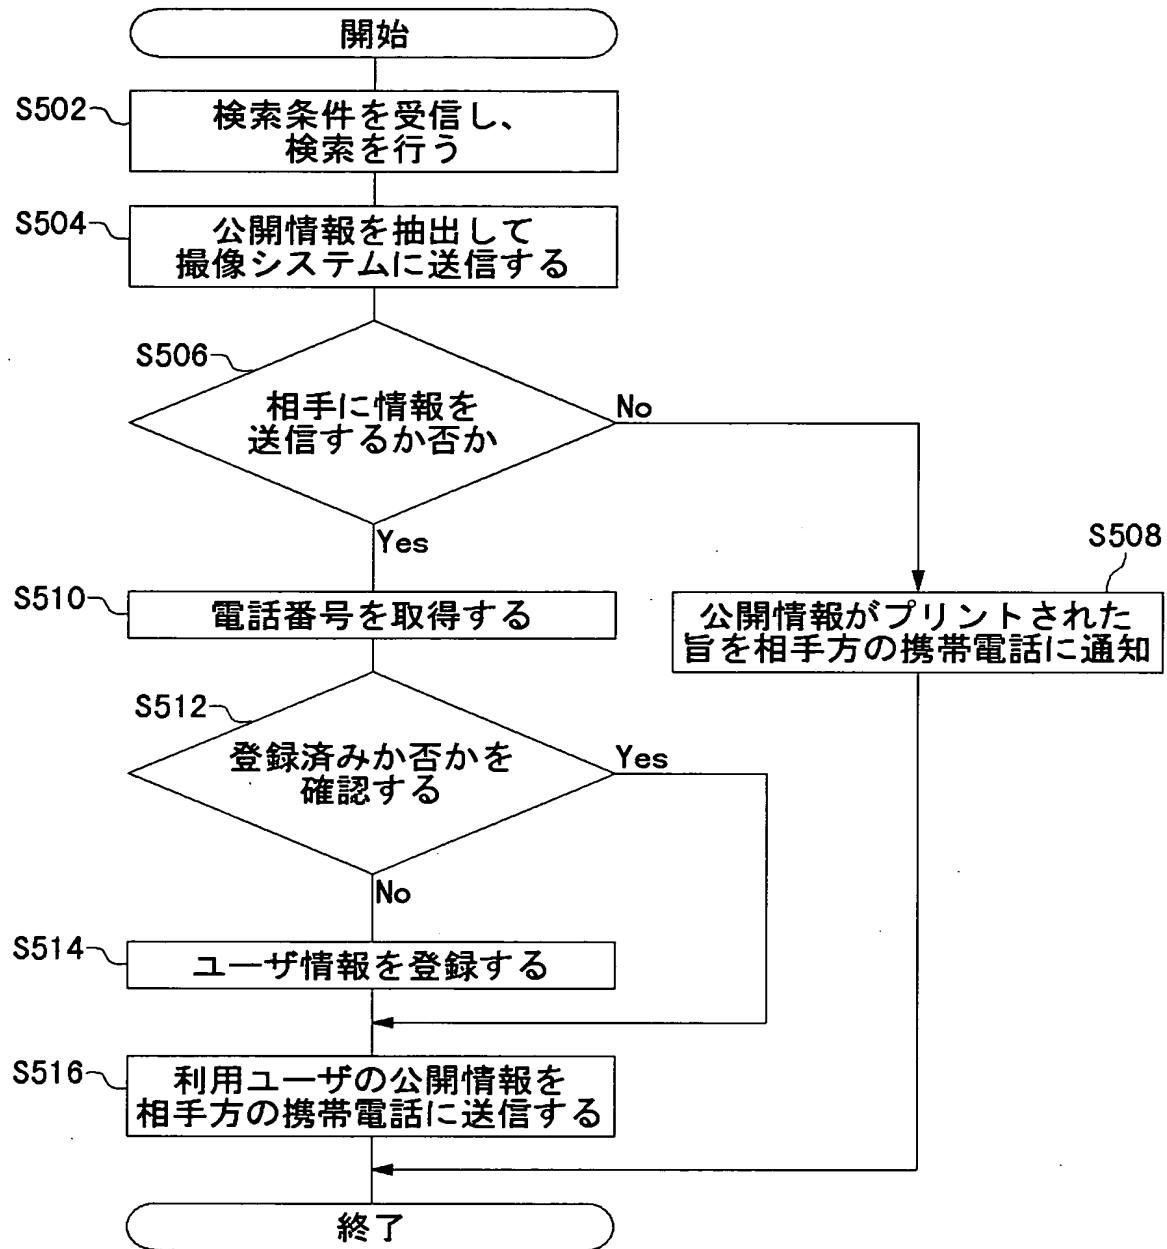 開始
S502
検索条件を受信し、
検索を行う
S504
公開情報を抽出して
撮像システムに送信する
S506
相手に情報を
送信するか否か
No
Yes
S508
公開情報がプリントされた
旨を相手方の携帯電話に通知
S510
電話番号を取得する
S512
登録済みか否かを
確認する
Yes
No
S514
ユーザ情報を登録する
S516
利用ユーザの公開情報を
相手方の携帯電話に送信する
終了